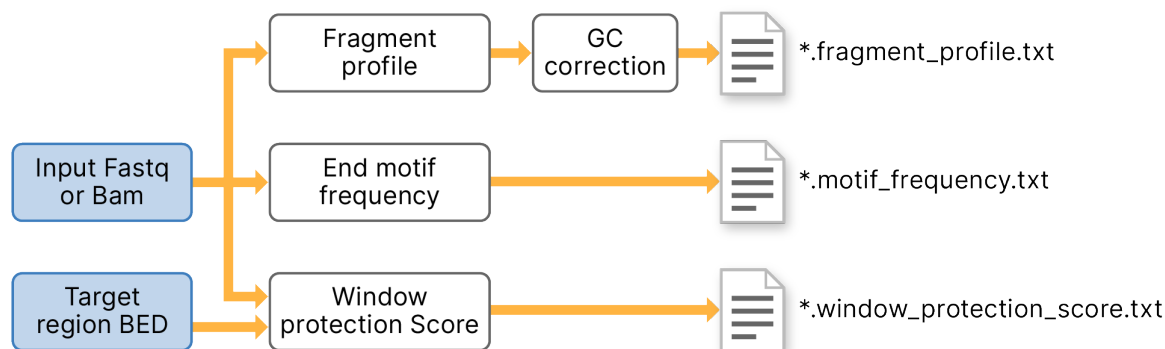 Fragment
profile
GC
correction
*.fragment_profile.txt
Input Fastq
or Bam
End motif
frequency
*.motif_frequency.txt
Target
region BED
Window
protection Score
*.window_protection_score.txt